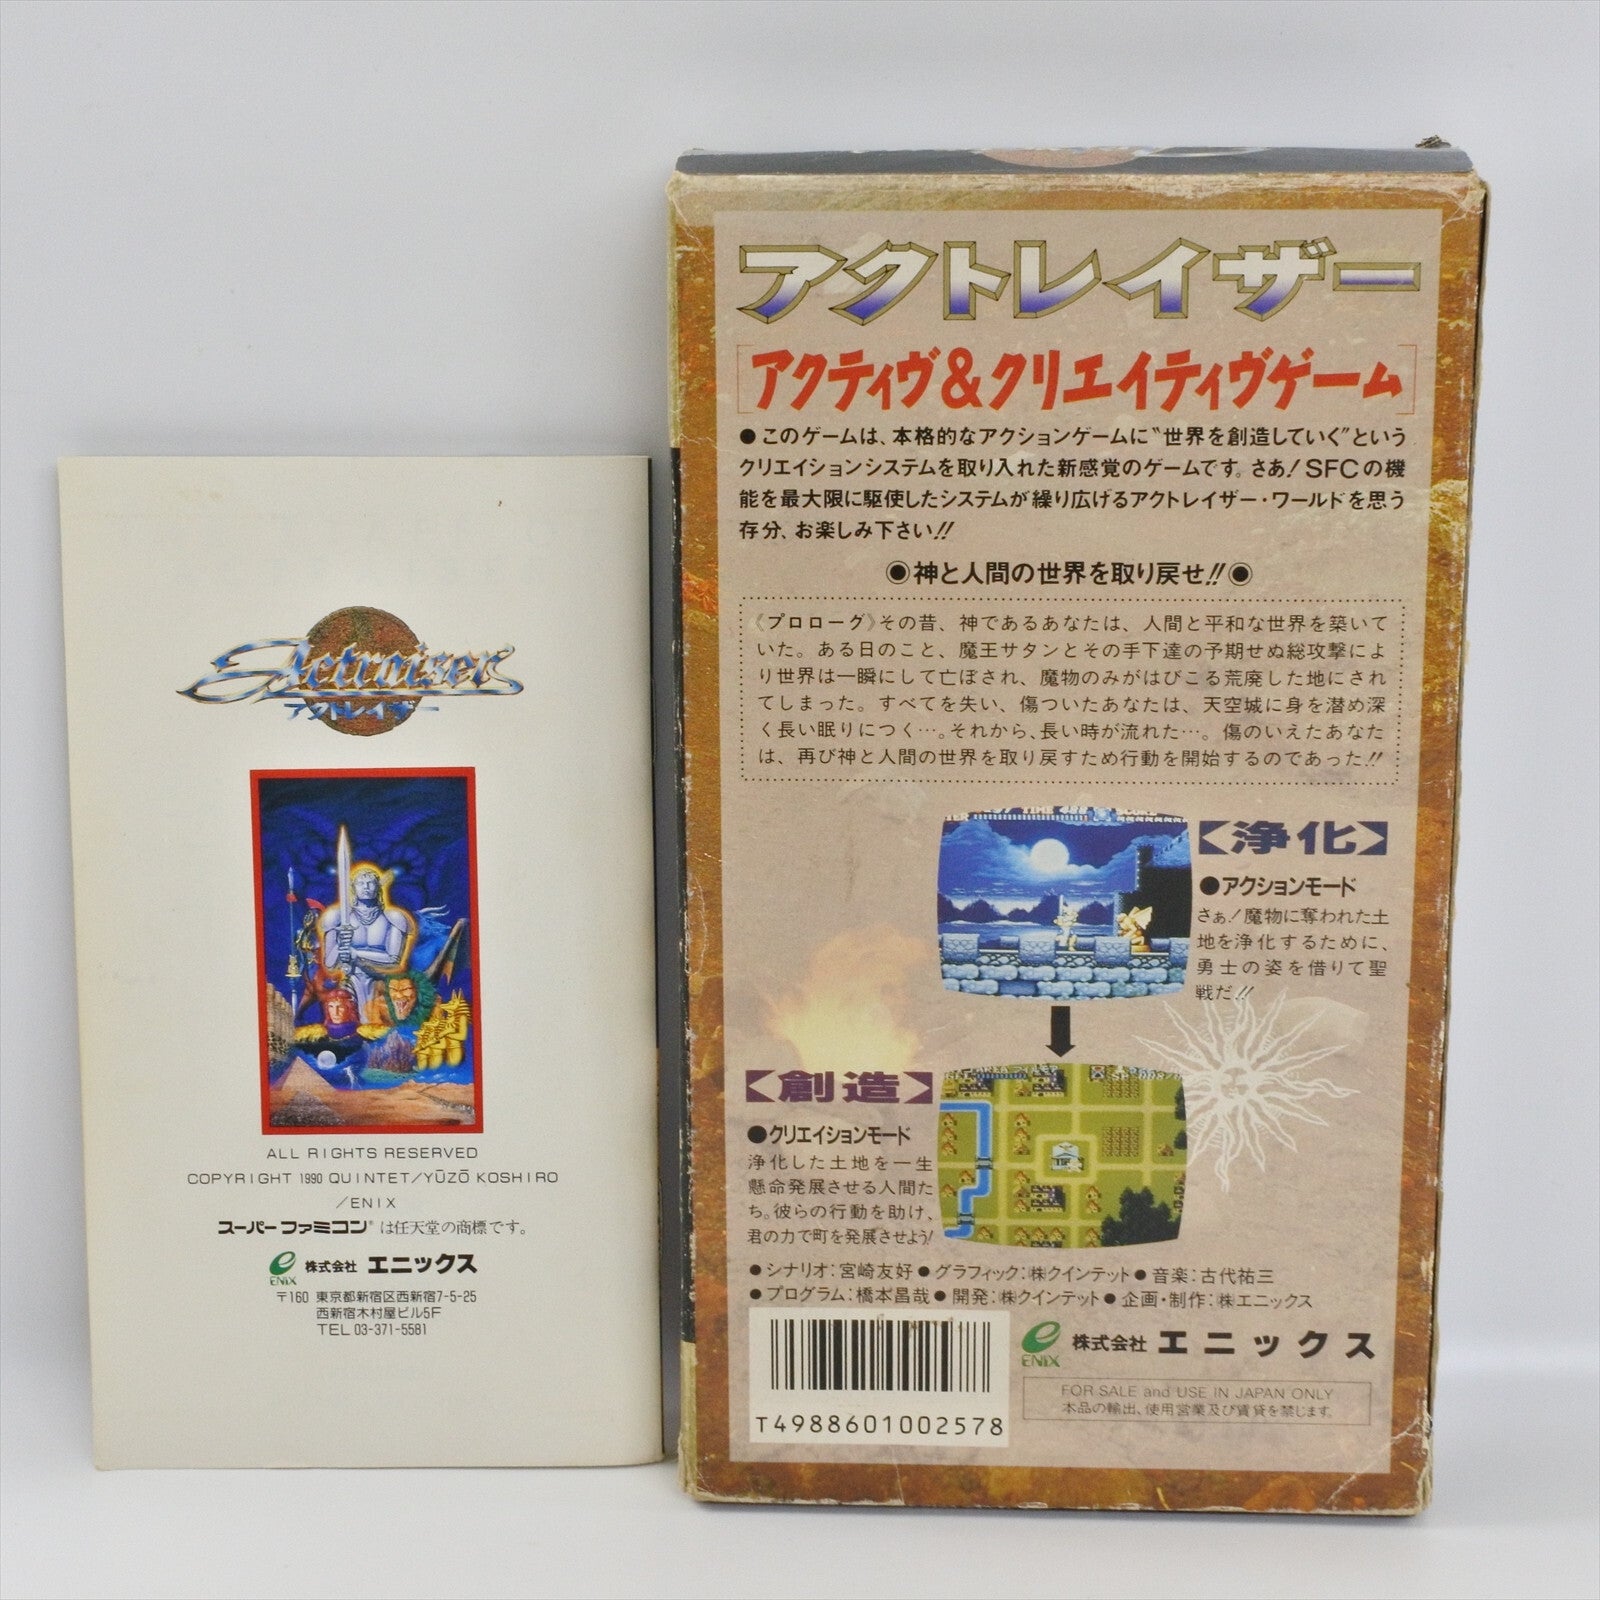 Actraiser
アクトレイザー
ALL RIGHTS RESERVED
COPYRIGHT 1990 QUINTET/YŪZŌ KOSHIRO
/ENIX
スーパーファミコン®は任天堂の商標です。
ENIX 株式会社 エニックス
〒160 東京都新宿区西新宿7-5-25
西新宿木村屋ビル5F
TEL 03-371-5581
アクトレイザー
[アクティヴ&クリエイティヴゲーム]
●このゲームは、本格的なアクションゲームに"世界を創造していく"という
クリエイションシステムを取り入れた新感覚のゲームです。さあ!SFCの機
能を最大限に駆使したシステムが繰り広げるアクトレイザー・ワールドを思う
存分、お楽しみ下さい!!
◉神と人間の世界を取り戻せ!!◉
《プロローグ》その昔、神であるあなたは、人間と平和な世界を築いて
いた。ある日のこと、魔王サタンとその手下達の予期せぬ総攻撃によ
り世界は一瞬にして亡ぼされ、魔物のみがはびこる荒廃した地にされ
てしまった。すべてを失い、傷ついたあなたは、天空城に身を潜め深
く長い眠りにつく…。それから、長い時が流れた…。傷のいえたあなた
は、再び神と人間の世界を取り戻すため行動を開始するのであった!!
【浄化】
●アクションモード
さぁ!魔物に奪われた土
地を浄化するために、
勇士の姿を借りて聖
戦だ!!
【創造】
●クリエイションモード
浄化した土地を一生
懸命発展させる人間た
ち。彼らの行動を助け、
君の力で町を発展させよう!
●シナリオ:宮崎友好●グラフィック:㈱クインテット●音楽:古代祐三
●プログラム:橋本昌哉●開発:㈱クインテット●企画・制作:㈱エニックス
T4988601002578
ENIX 株式会社 エニックス
FOR SALE and USE IN JAPAN ONLY
本品の輸出、使用営業及び賃貸を禁じます。